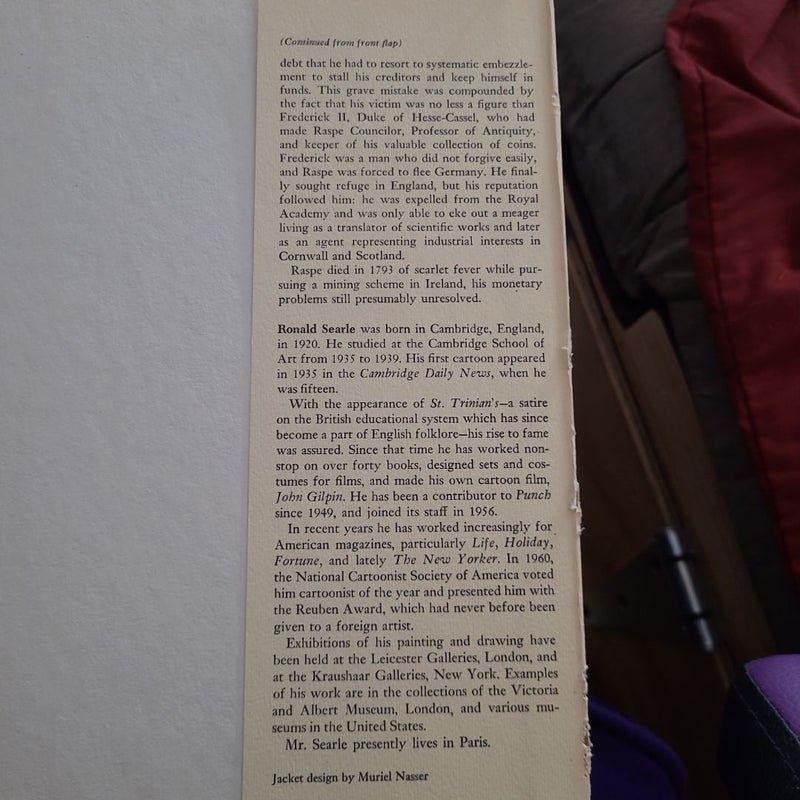 (Continued from front flap)
debt that he had to resort to systematic embezzle-
ment to stall his creditors and keep himself in
funds. This grave mistake was compounded by
the fact that his victim was no less a figure than
Frederick II, Duke of Hesse-Cassel, who had
made Raspe Councilor, Professor of Antiquity,
and keeper of his valuable collection of coins.
Frederick was a man who did not forgive easily,
and Raspe was forced to flee Germany. He final-
ly sought refuge in England, but his reputation
followed him: he was expelled from the Royal
Academy and was only able to eke out a meager
living as a translator of scientific works and later
as an agent representing industrial interests in
Cornwall and Scotland.
Raspe died in 1793 of scarlet fever while pur-
suing a mining scheme in Ireland, his monetary
problems still presumably unresolved.
Ronald Searle was born in Cambridge, England,
in 1920. He studied at the Cambridge School of
Art from 1935 to 1939. His first cartoon appeared
in 1935 in the Cambridge Daily News, when he
was fifteen.
With the appearance of St. Trinian's—a satire
on the British educational system which has since
become a part of English folklore—his rise to fame
was assured. Since that time he has worked non-
stop on over forty books, designed sets and cos-
tumes for films, and made his own cartoon film,
John Gilpin. He has been a contributor to Punch
since 1949, and joined its staff in 1956.
In recent years he has worked increasingly for
American magazines, particularly Life, Holiday,
Fortune, and lately The New Yorker. In 1960,
the National Cartoonist Society of America voted
him cartoonist of the year and presented him with
the Reuben Award, which had never before been
given to a foreign artist.
Exhibitions of his painting and drawing have
been held at the Leicester Galleries, London, and
at the Kraushaar Galleries, New York. Examples
of his work are in the collections of the Victoria
and Albert Museum, London, and various mu-
seums in the United States.
Mr. Searle presently lives in Paris.
Jacket design by Muriel Nasser